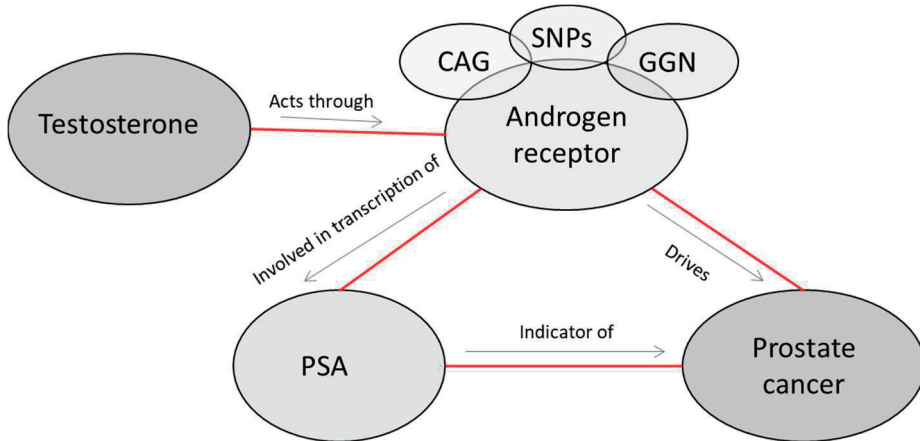 SNPs
CAG
GGN
Testosterone
Acts through
Androgen
receptor
Involved in transcription of
Drives
PSA
Indicator of
Prostate
cancer